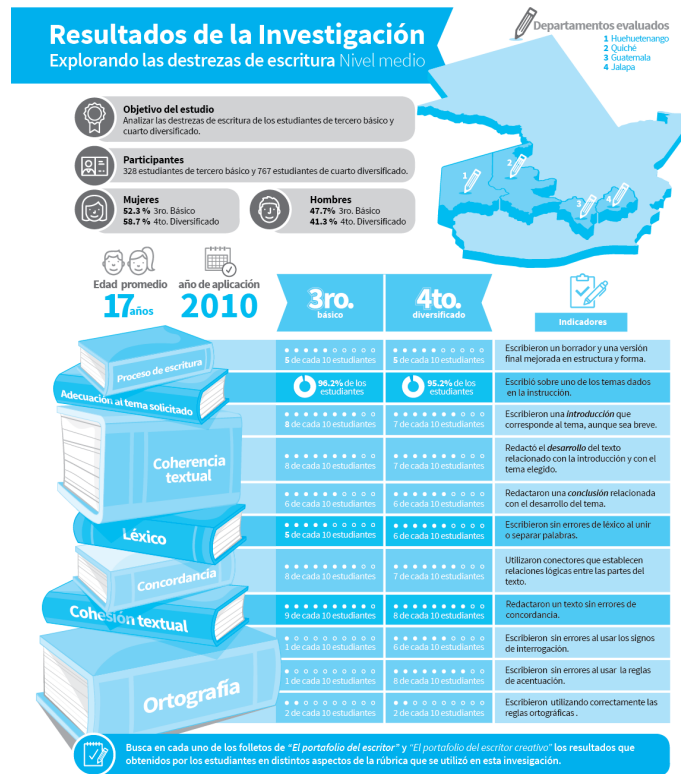 Resultados de la Investigación
Explorando las destrezas de escritura Nivel medio
Departamentos evaluados
1 Huehuetenango
2 Quiché
3 Guatemala
4 Jalapa
Objetivo del estudio
Analizar las destrezas de escritura de los estudiantes de tercero básico y
cuarto diversificado.
Participantes
328 estudiantes de tercero básico y 767 estudiantes de cuarto diversificado.
Mujeres
52.3 % 3ro. Básico
58.7 % 4to. Diversificado
Hombres
47.7% 3ro. Básico
41.3 % 4to. Diversificado
1
2
3
4
Edad promedio
17 años
año de aplicación
2010
3ro.
básico
4to.
diversificado
Indicadores
Proceso de escritura
5 de cada 10 estudiantes
5 de cada 10 estudiantes
Escribieron un borrador y una versión
final mejorada en estructura y forma.
Adecuación al tema solicitado
96.2% de los
estudiantes
95.2% de los
estudiantes
Escribió sobre uno de los temas dados
en la instrucción.
Coherencia
textual
8 de cada 10 estudiantes
7 de cada 10 estudiantes
Escribieron una introducción que
corresponde al tema, aunque sea breve.
8 de cada 10 estudiantes
7 de cada 10 estudiantes
Redactó el desarrollo del texto
relacionado con la introducción y con el
tema elegido.
6 de cada 10 estudiantes
6 de cada 10 estudiantes
Redactaron una conclusión relacionada
con el desarrollo del tema.
Léxico
5 de cada 10 estudiantes
6 de cada 10 estudiantes
Escribieron sin errores de léxico al unir
o separar palabras.
Concordancia
8 de cada 10 estudiantes
7 de cada 10 estudiantes
Utilizaron conectores que establecen
relaciones lógicas entre las partes del
texto.
Cohesión textual
9 de cada 10 estudiantes
8 de cada 10 estudiantes
Redactaron un texto sin errores de
concordancia.
Ortografía
1 de cada 10 estudiantes
6 de cada 10 estudiantes
Escribieron sin errores al usar los signos
de interrogación.
1 de cada 10 estudiantes
8 de cada 10 estudiantes
Escribieron sin errores al usar la reglas
de acentuación.
2 de cada 10 estudiantes
2 de cada 10 estudiantes
Escribieron utilizando correctamente las
reglas ortográficas .
Busca en cada uno de los folletos de "El portafolio del escritor" y "El portafolio del escritor creativo" los resultados que
obtenidos por los estudiantes en distintos aspectos de la rúbrica que se utilizó en esta investigación.